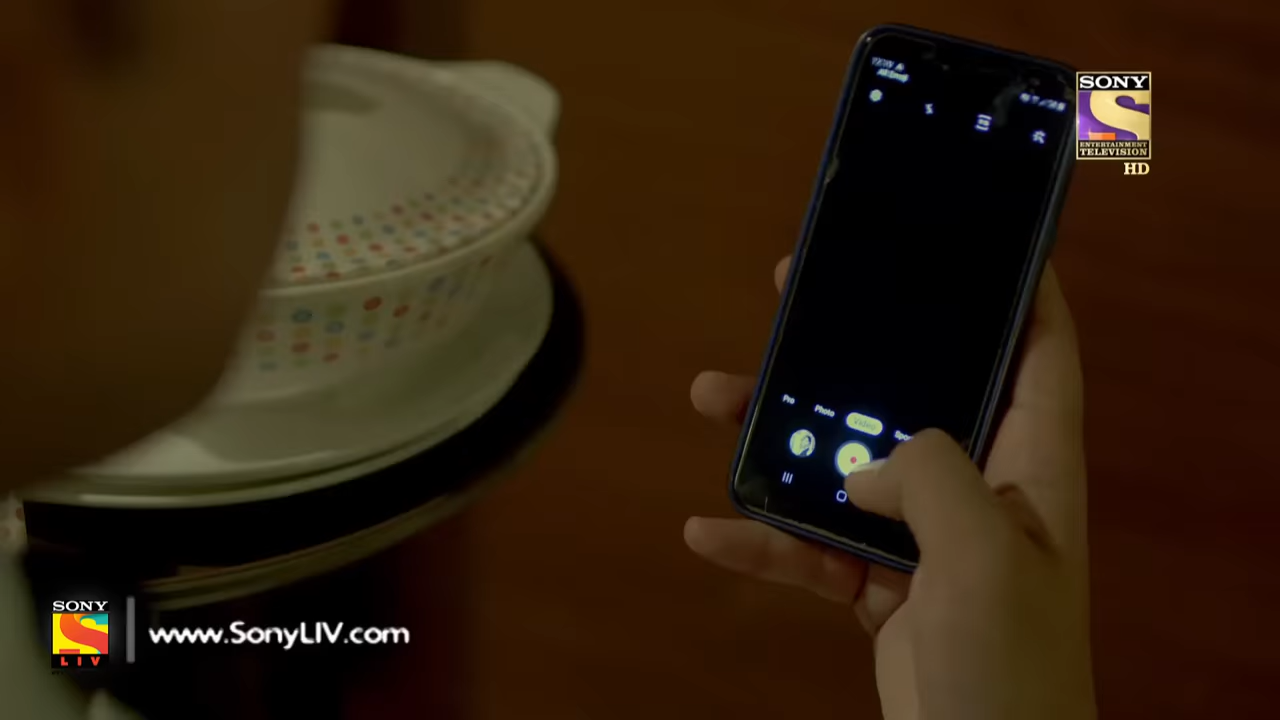 SONY
ENTERTAINMENT
TELEVISION
HD
Pro
Photo
Video
SONY
LIV
www.SonyLIV.com